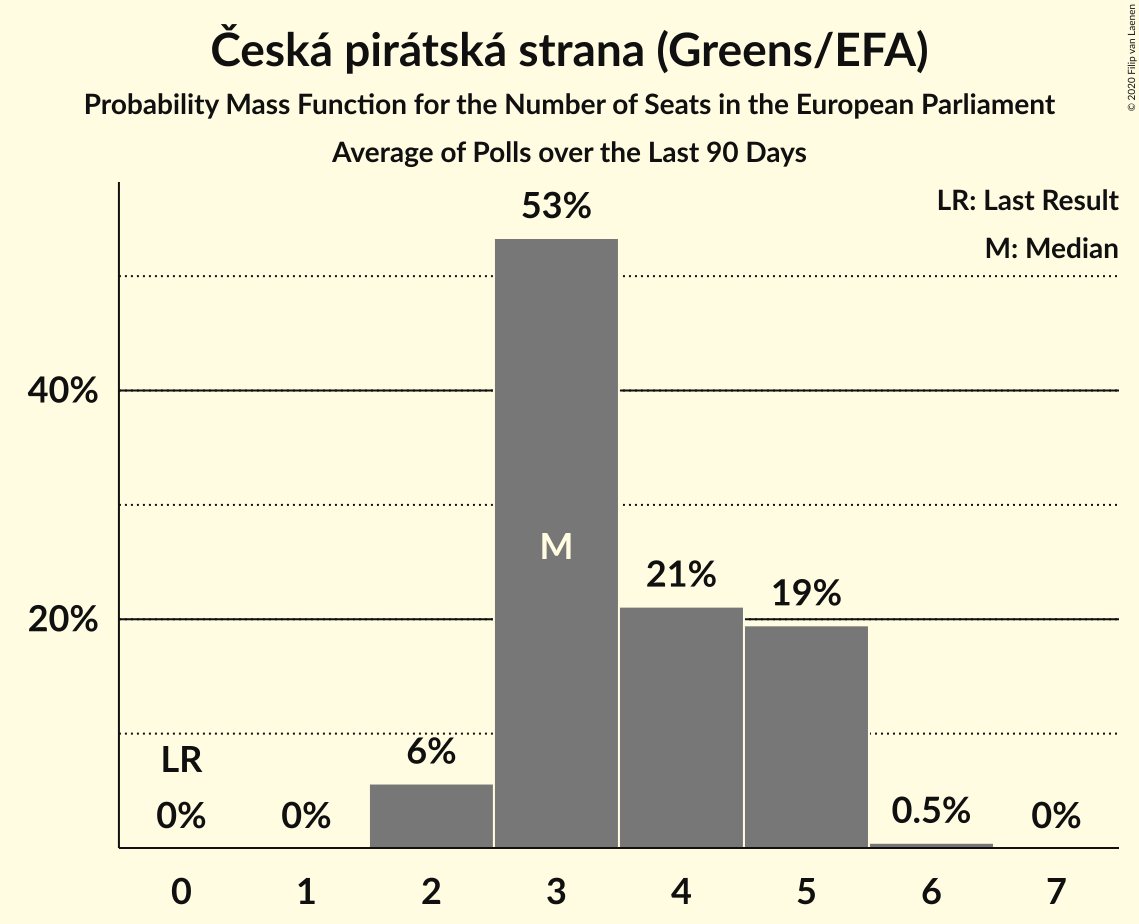 Česká pirátská strana (Greens/EFA)
Probability Mass Function for the Number of Seats in the European Parliament
Average of Polls over the Last 90 Days
© 2020 Filip van Laenen
LR: Last Result
M: Median
53%
40%
M
21%
19%
20%
LR
6%
0%
0%
0.5%
0%
0 1 2 3 4 5 6 7